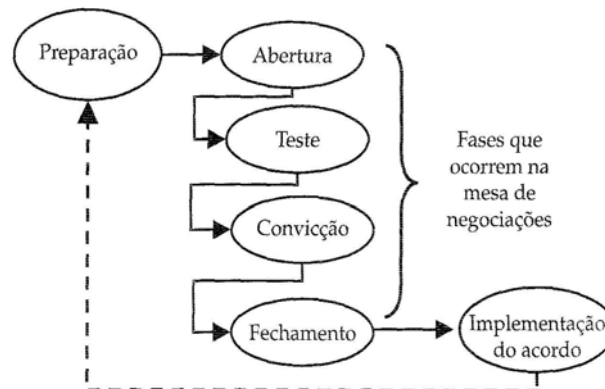 Preparação
Abertura
Teste
Convicção
Fechamento
Fases que
ocorrem na
mesa de
negociações
Implementação
do acordo